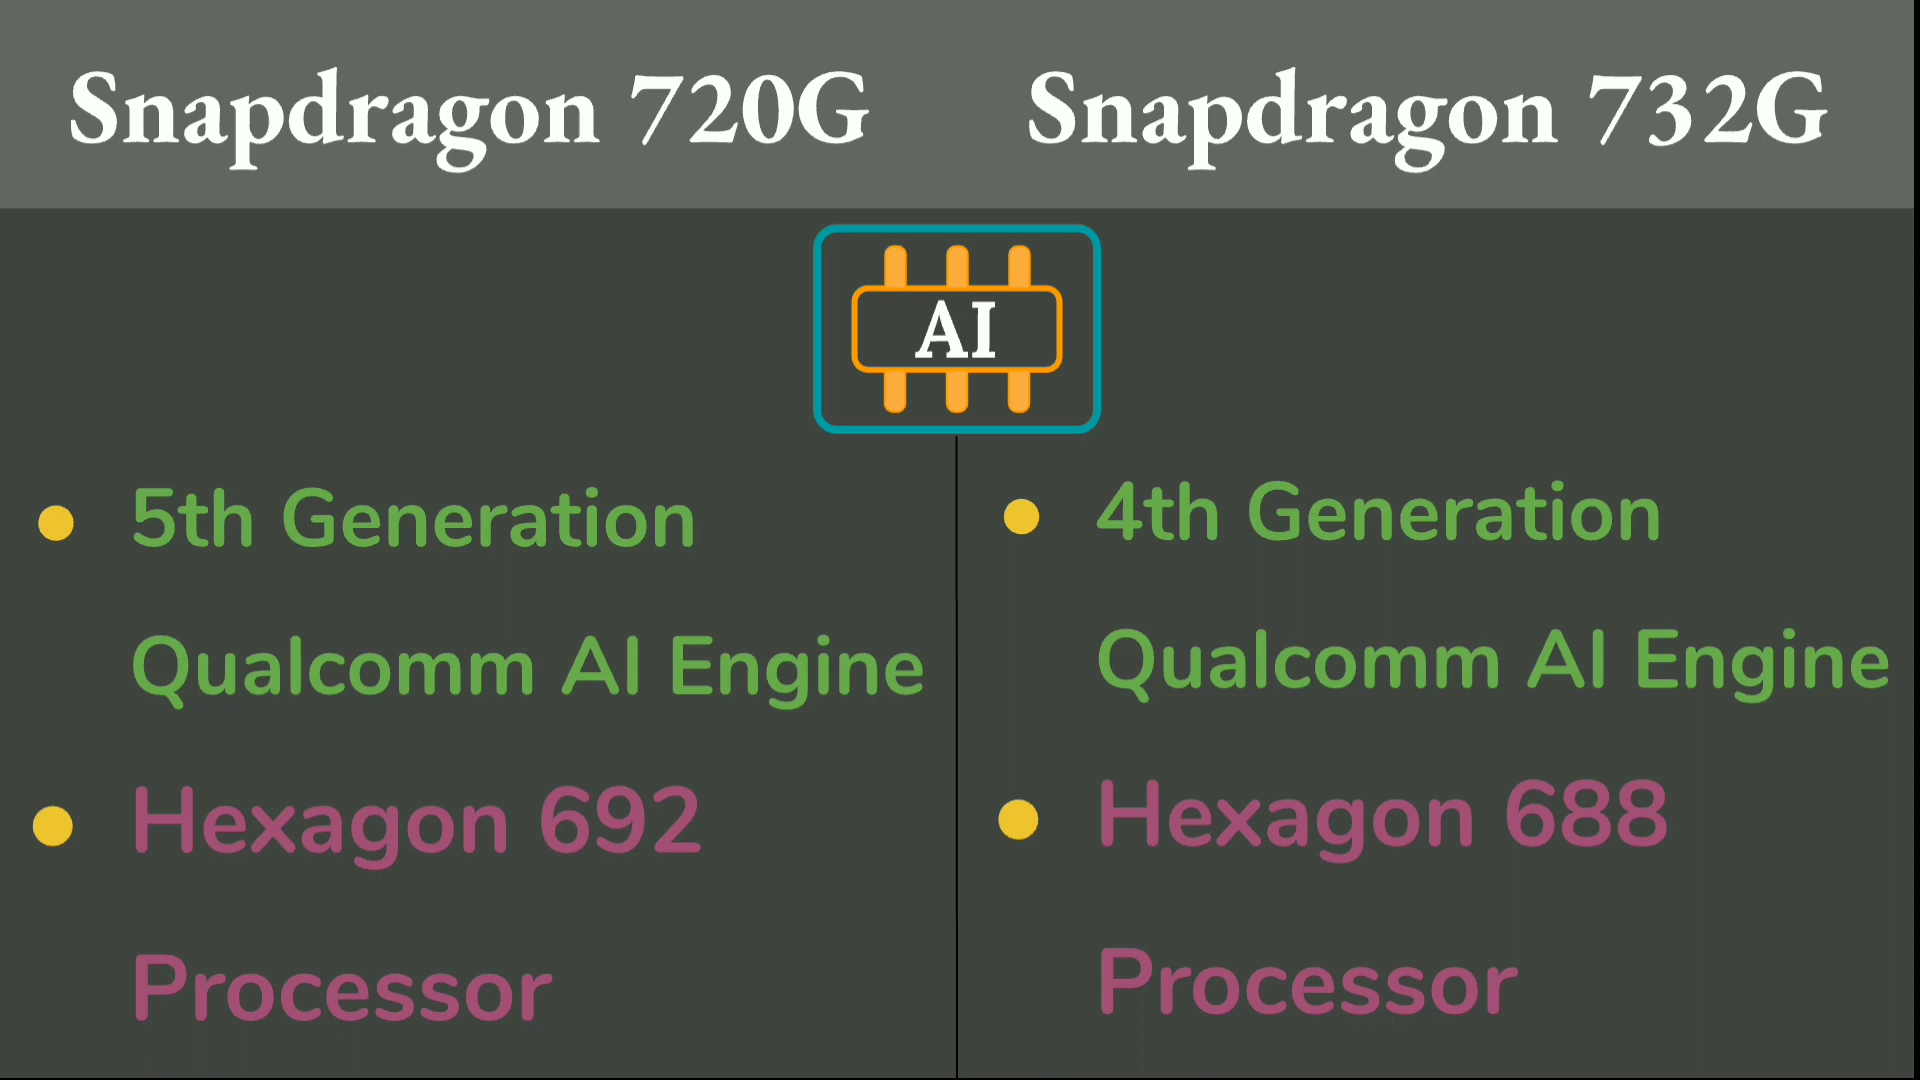 Snapdragon 720G
Snapdragon 732G
AI
5th Generation
Qualcomm AI Engine
Hexagon 692
Processor
4th Generation
Qualcomm AI Engine
Hexagon 688
Processor